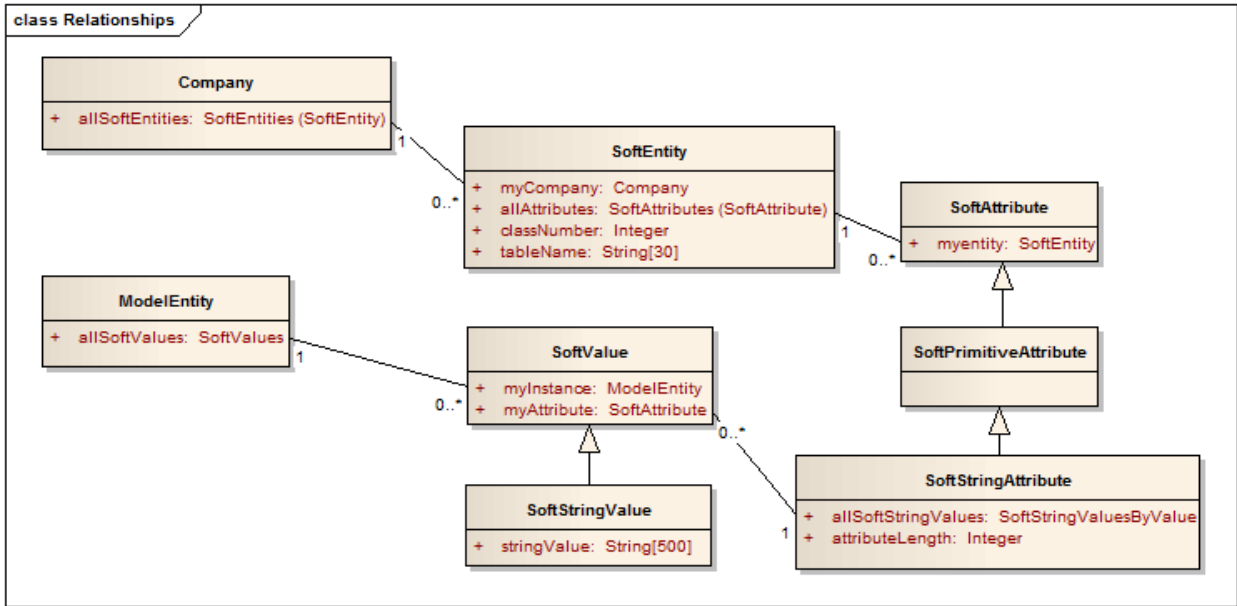 class Relationships
Company
+ allSoftEntities: SoftEntities (SoftEntity)
1
0..*
SoftEntity
+ myCompany: Company
+ allAttributes: SoftAttributes (SoftAttribute)
+ classNumber: Integer
+ tableName: String[30]
1
0..*
SoftAttribute
+ myentity: SoftEntity
ModelEntity
+ allSoftValues: SoftValues
1
0..*
SoftValue
+ myInstance: ModelEntity
+ myAttribute: SoftAttribute
0..*
1
SoftPrimitiveAttribute
SoftStringValue
+ stringValue: String[500]
SoftStringAttribute
+ allSoftStringValues: SoftStringValuesByValue
+ attributeLength: Integer